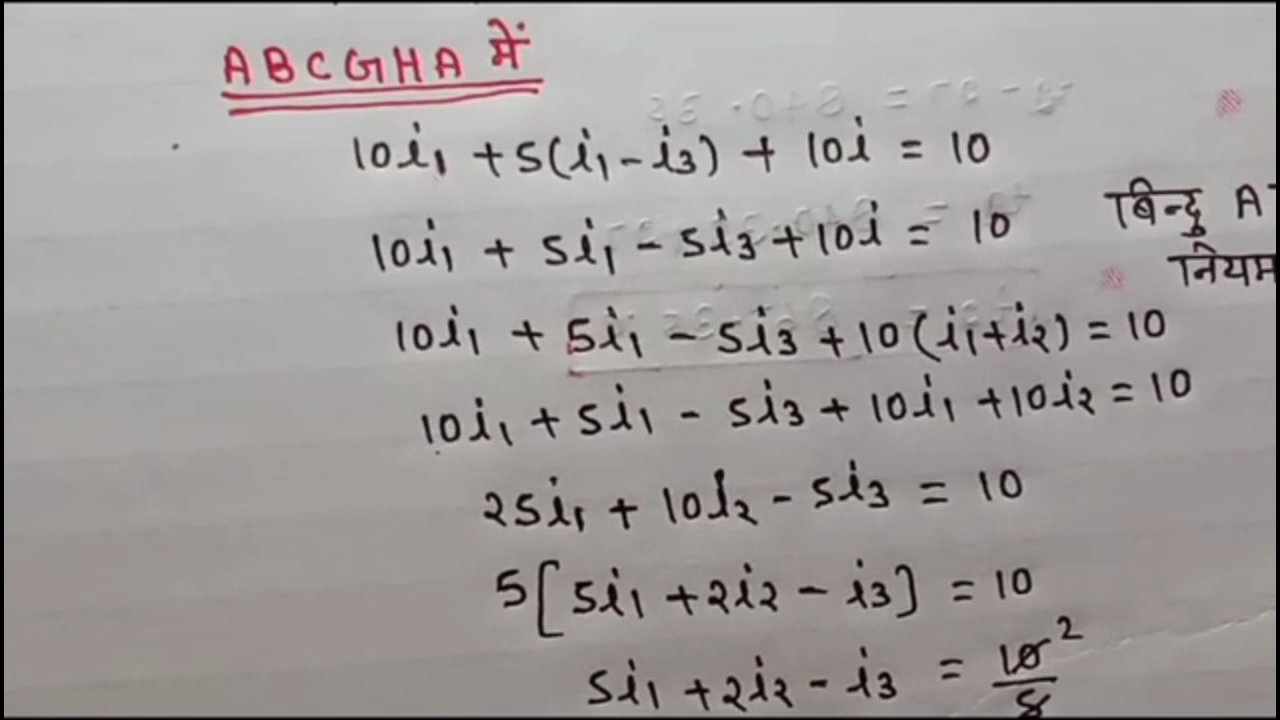 ABCGHA में
10i₁ + 5(i₁ - i₃) + 10i = 10
10i₁ + 5i₁ - 5i₃ + 10i = 10
बिन्दु A
नियम
10i₁ + 5i₁ - 5i₃ + 10(i₁+i₂) = 10
10i₁ + 5i₁ - 5i₃ + 10i₁ + 10i₂ = 10
25i₁ + 10i₂ - 5i₃ = 10
5[5i₁ + 2i₂ - i₃] = 10
5i₁ + 2i₂ - i₃ = 10²/5